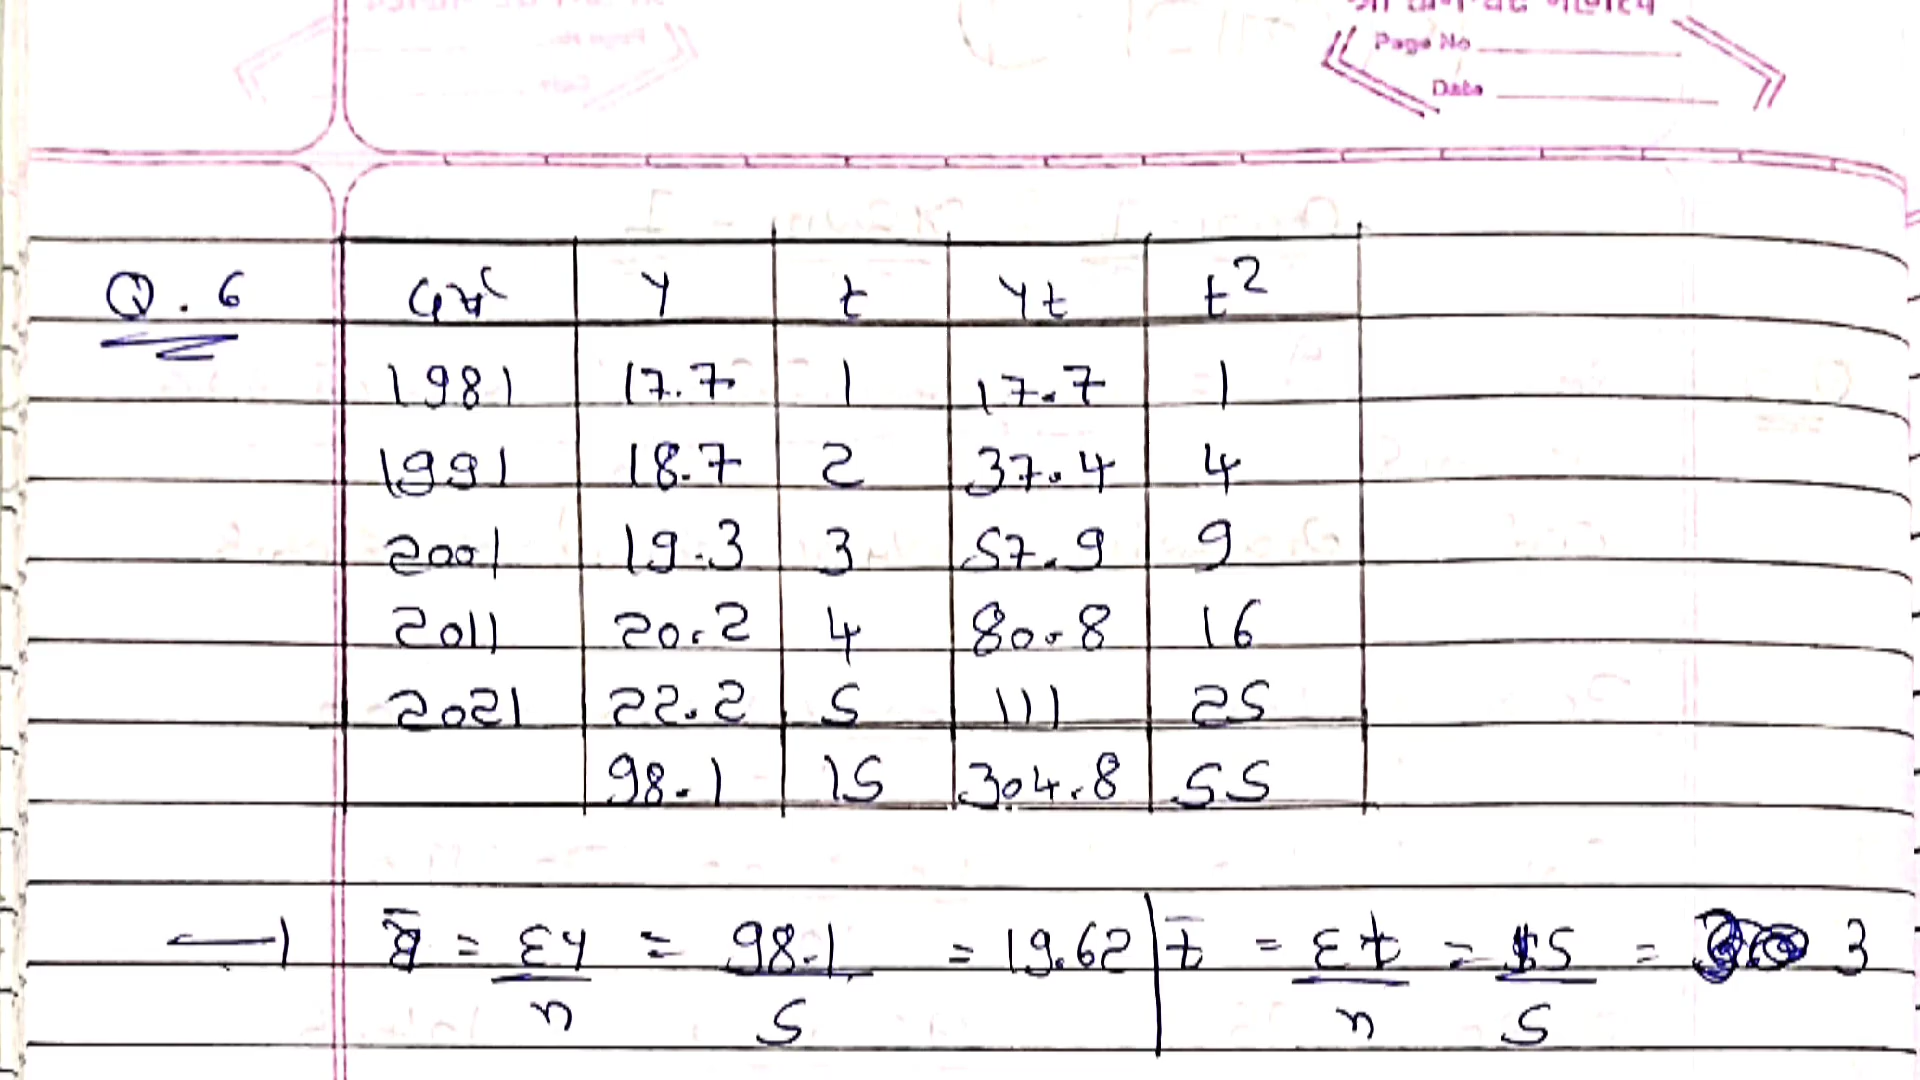 Page No
Date
Q. 6 વર્ષ Y t Yt t²
1981 17.7 1 17.7 1
1991 18.7 2 37.4 4
2001 19.3 3 57.9 9
2011 20.2 4 80.8 16
2021 22.2 5 111 25
98.1 15 304.8 55
→ ȳ = Σy/n = 98.1/5 = 19.62 | t̄ = Σt/n = 15/5 = 3